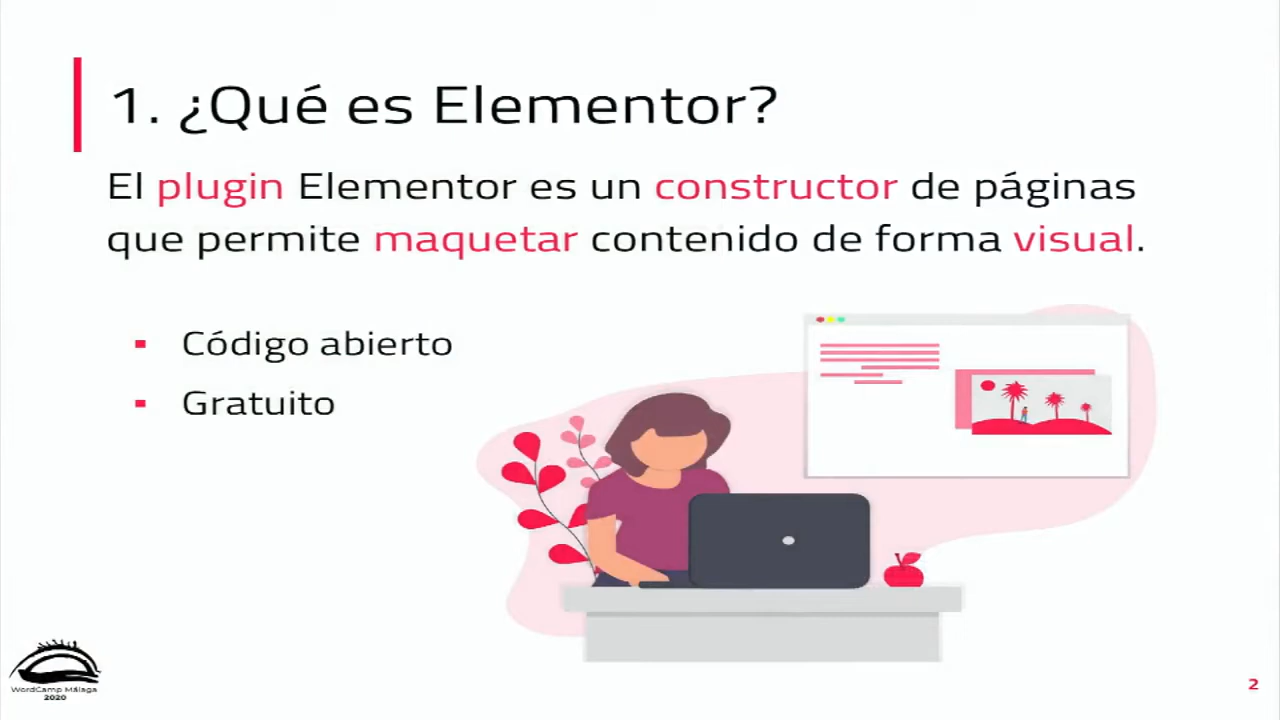 1. ¿Qué es Elementor?
El plugin Elementor es un constructor de páginas
que permite maquetar contenido de forma visual.
▪ Código abierto
▪ Gratuito
WordCamp Málaga
2020
2